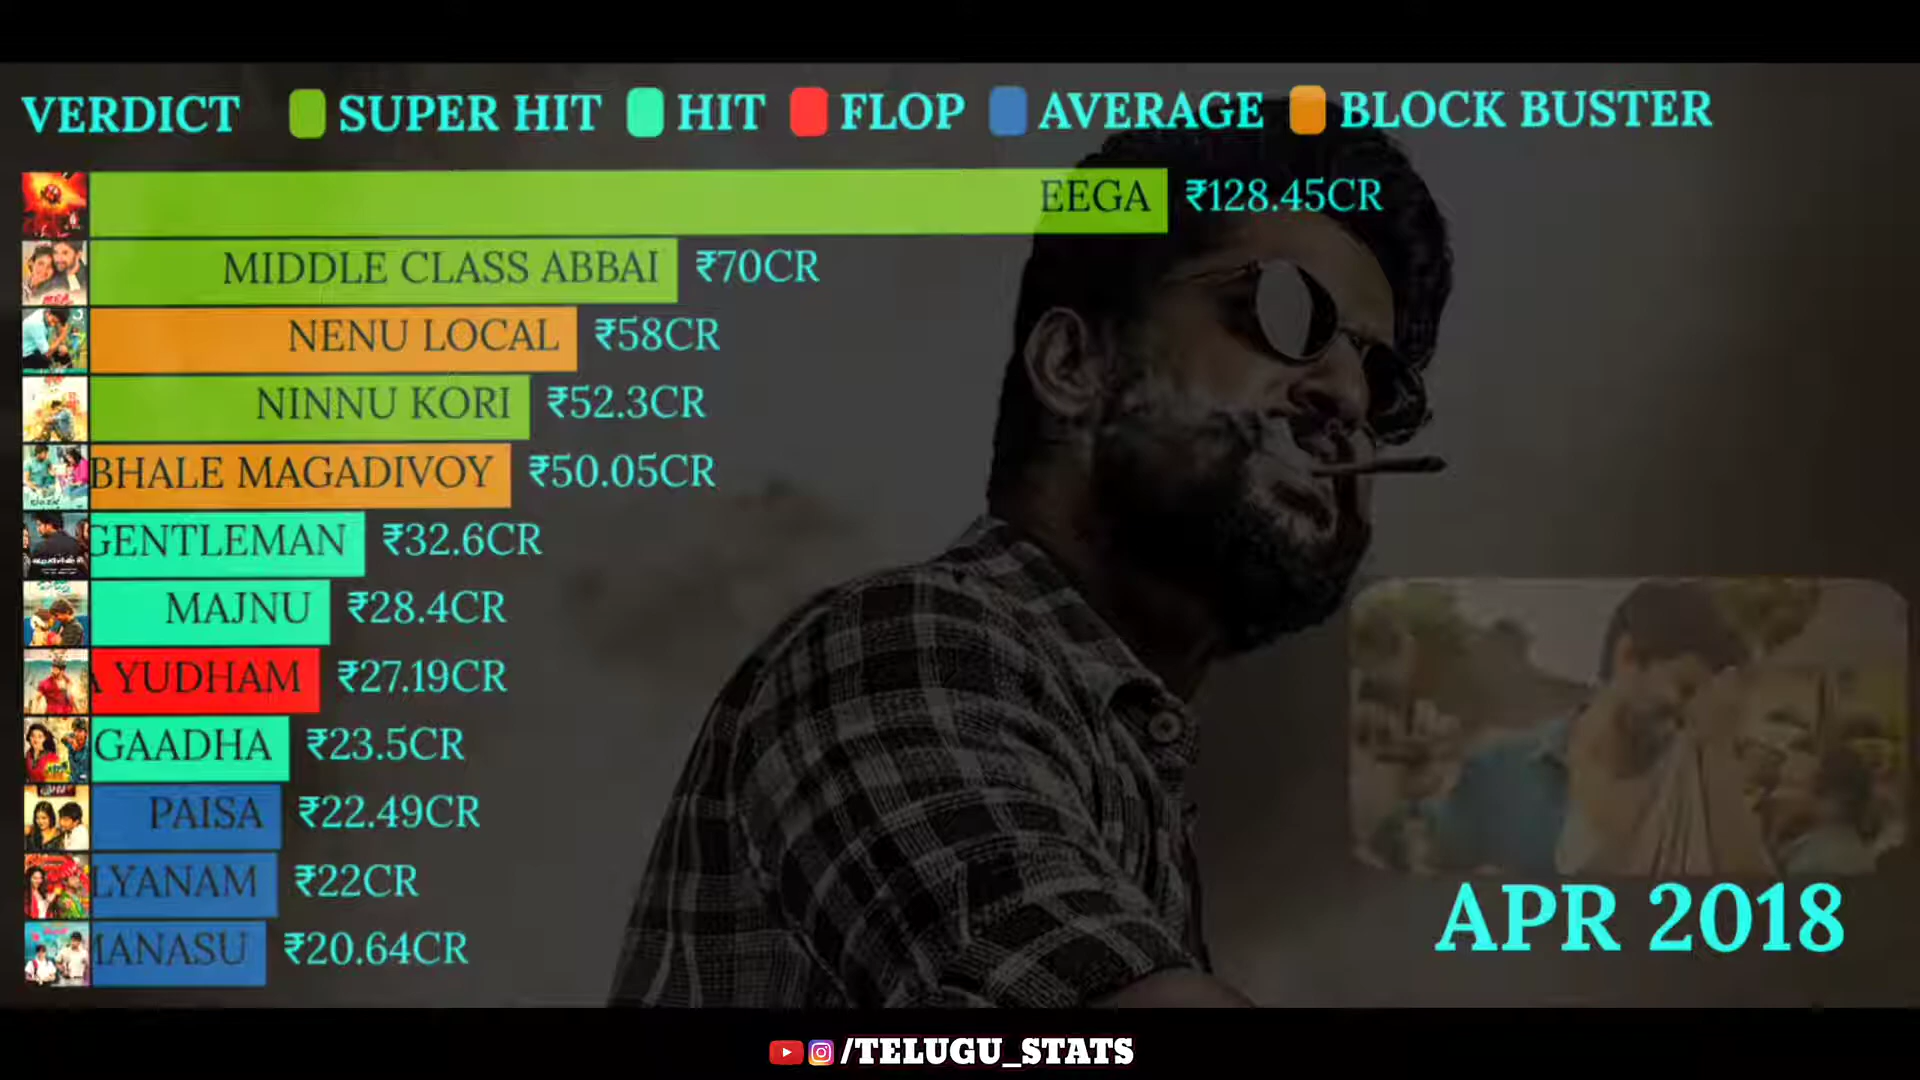 VERDICT SUPER HIT HIT FLOP AVERAGE BLOCK BUSTER
EEGA ₹128.45CR
MIDDLE CLASS ABBAI ₹70CR
NENU LOCAL ₹58CR
NINNU KORI ₹52.3CR
BHALE MAGADIVOY ₹50.05CR
GENTLEMAN ₹32.6CR
MAJNU ₹28.4CR
A YUDHAM ₹27.19CR
GAADHA ₹23.5CR
PAISA ₹22.49CR
LYANAM ₹22CR
MANASU ₹20.64CR
APR 2018
/TELUGU_STATS